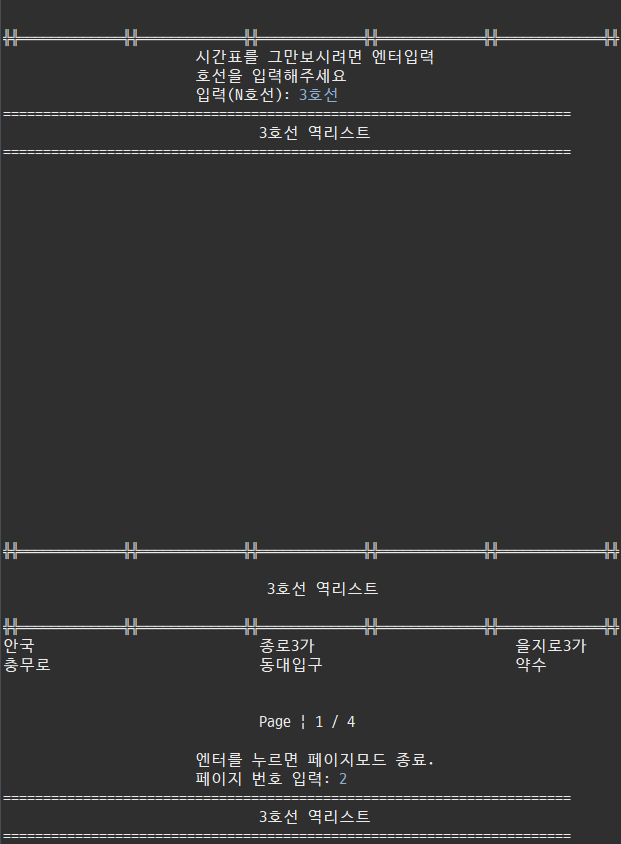 시간표를 그만보시려면 엔터입력
호선을 입력해주세요
입력(N호선): 3호선
=======================================================================
3호선 역리스트
=======================================================================
3호선 역리스트
안국 종로3가 을지로3가
충무로 동대입구 약수
Page ¦ 1 / 4
엔터를 누르면 페이지모드 종료.
페이지 번호 입력: 2
=======================================================================
3호선 역리스트
=======================================================================